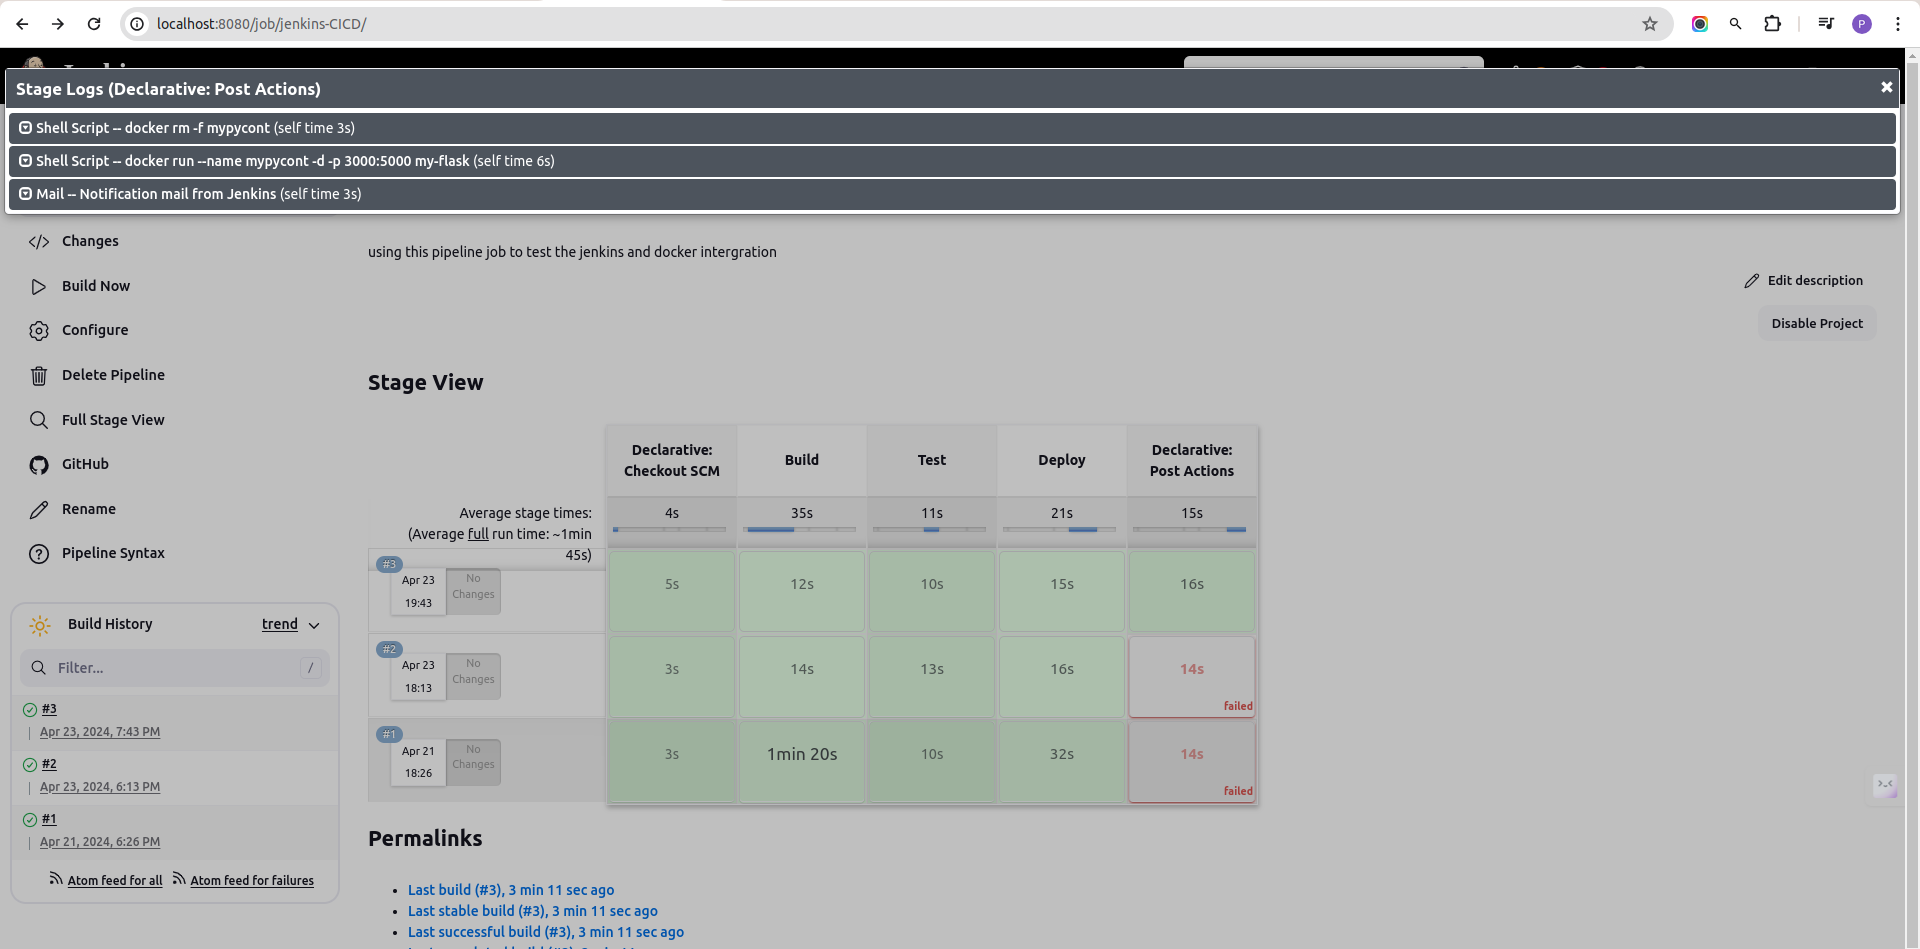 localhost:8080/job/jenkins-CICD/
P
Stage Logs (Declarative: Post Actions)
Shell Script -- docker rm -f mypycont (self time 3s)
Shell Script -- docker run --name mypycont -d -p 3000:5000 my-flask (self time 6s)
Mail -- Notification mail from Jenkins (self time 3s)
Changes
Build Now
Configure
Delete Pipeline
Full Stage View
GitHub
Rename
Pipeline Syntax
Build History
trend
Filter...
/
#3
Apr 23, 2024, 7:43 PM
#2
Apr 23, 2024, 6:13 PM
#1
Apr 21, 2024, 6:26 PM
Atom feed for all
Atom feed for failures
using this pipeline job to test the jenkins and docker intergration
Edit description
Disable Project
Stage View
Declarative:
Checkout SCM
Build
Test
Deploy
Declarative:
Post Actions
Average stage times:
(Average full run time: ~1min
45s)
4s
35s
11s
21s
15s
#3
Apr 23
19:43
No
Changes
5s
12s
10s
15s
16s
#2
Apr 23
18:13
No
Changes
3s
14s
13s
16s
14s
failed
#1
Apr 21
18:26
No
Changes
3s
1min 20s
10s
32s
14s
failed
Permalinks
Last build (#3), 3 min 11 sec ago
Last stable build (#3), 3 min 11 sec ago
Last successful build (#3), 3 min 11 sec ago